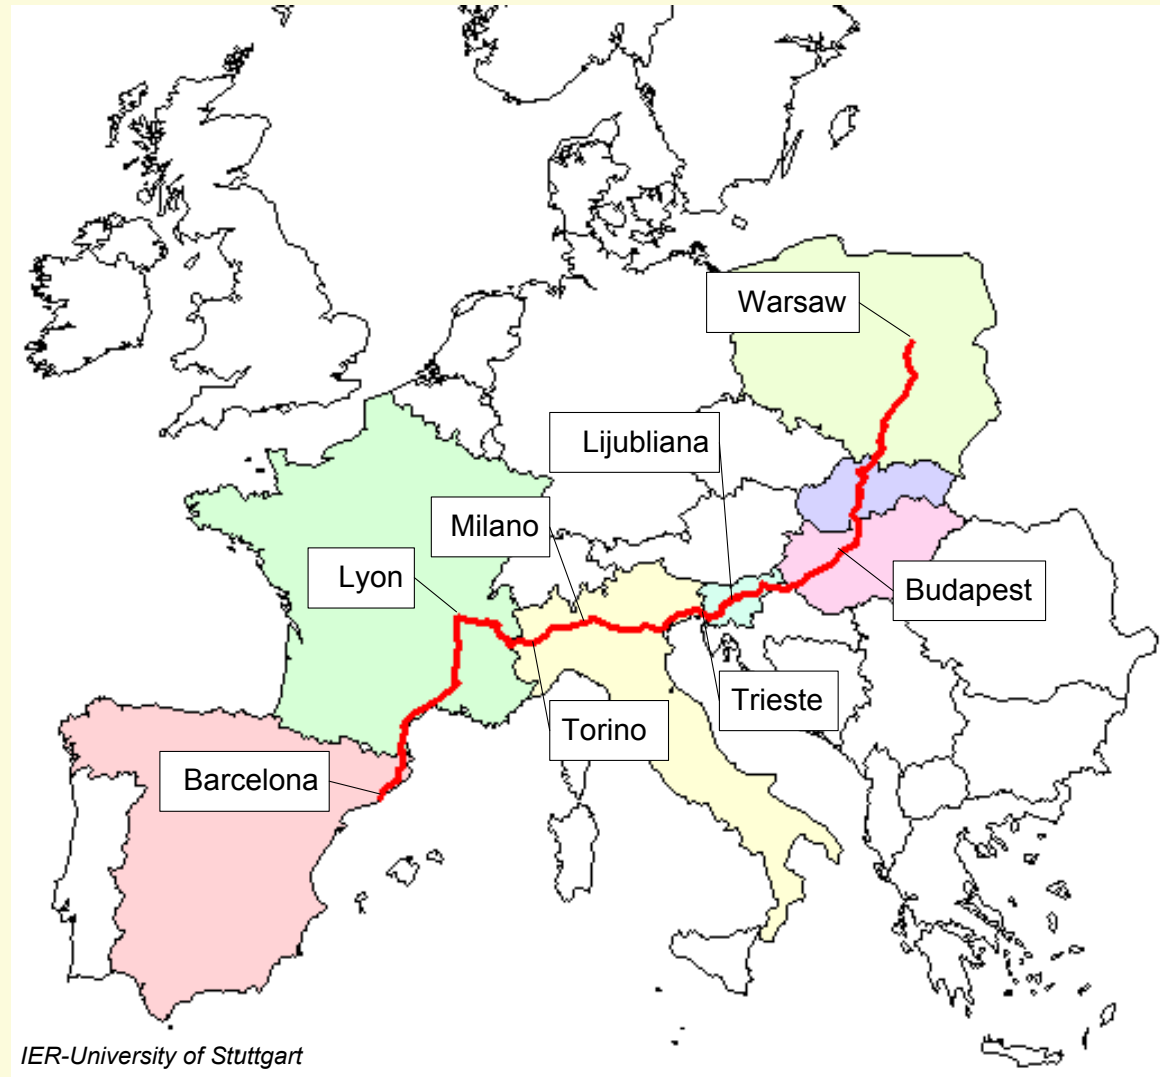 Warsaw
Lijubliana
Milano
Lyon
Budapest
Trieste
Torino
Barcelona
IER-University of Stuttgart